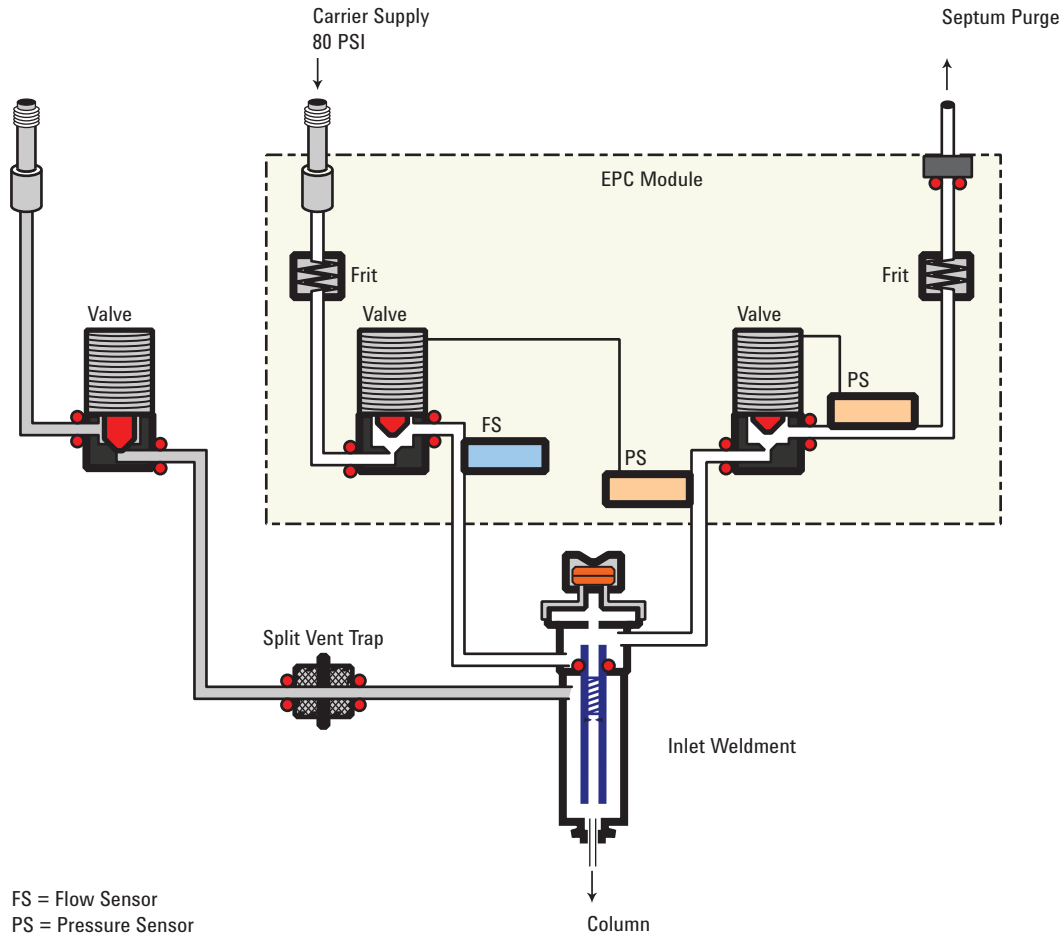 Carrier Supply
80 PSI
Septum Purge
EPC Module
Frit
Frit
Valve
Valve
Valve
PS
FS
PS
Split Vent Trap
Inlet Weldment
FS = Flow Sensor
PS = Pressure Sensor
Column